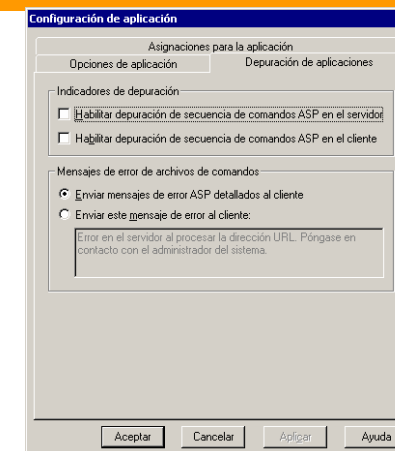 Configuración de aplicación
Asignaciones para la aplicación
Opciones de aplicación
Depuración de aplicaciones
Indicadores de depuración
Habilitar depuración de secuencia de comandos ASP en el servidor
Habilitar depuración de secuencia de comandos ASP en el cliente
Mensajes de error de archivos de comandos
Enviar mensajes de error ASP detallados al cliente
Enviar este mensaje de error al cliente:
Error en el servidor al procesar la dirección URL. Póngase en
contacto con el administrador del sistema.
Aceptar
Cancelar
Aplicar
Ayuda